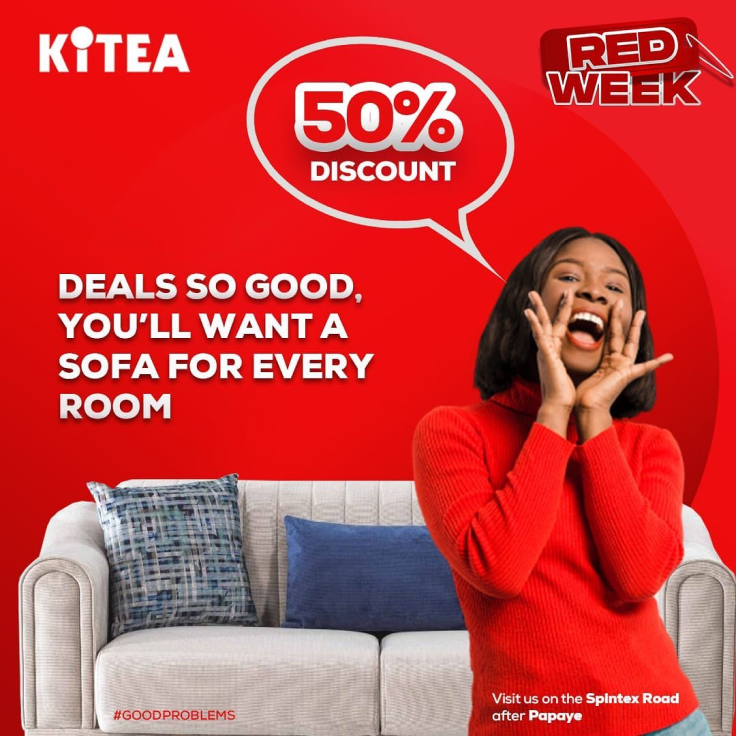 KiTEA
RED
WEEK
50%
DISCOUNT
DEALS SO GOOD,
YOU'LL WANT A
SOFA FOR EVERY
ROOM
#GOODPROBLEMS
Visit us on the Spintex Road
after Papaye